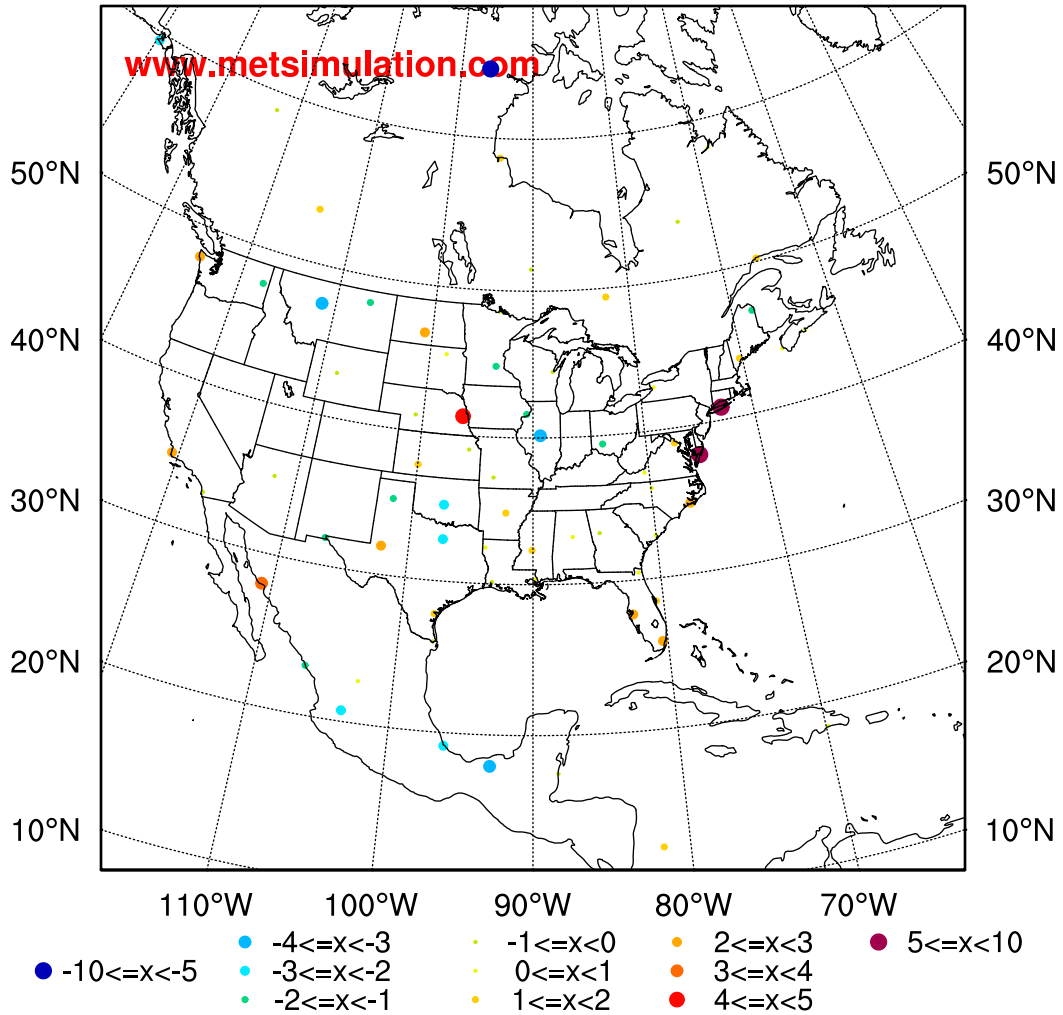 www.metsimulation.com
50°N 50°N
40°N 40°N
30°N 30°N
20°N 20°N
10°N 10°N
110°W 100°W 90°W 80°W 70°W
-4<=x<-3 -1<=x<0 2<=x<3 5<=x<10
-10<=x<-5 -3<=x<-2 0<=x<1 3<=x<4
-2<=x<-1 1<=x<2 4<=x<5